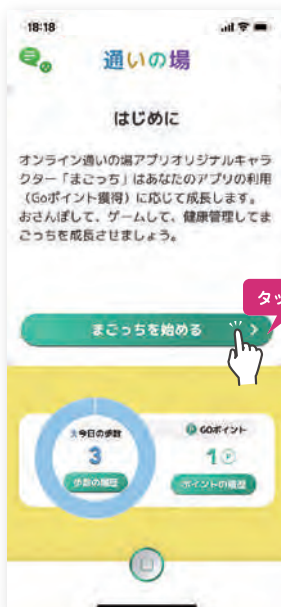 18:18
通いの場
はじめに
オンライン通いの場アプリオリジナルキャラ
クター「まごっち」はあなたのアプリの利用
（Goポイント獲得）に応じて成長します。
おさんぽして、ゲームして、健康管理してま
ごっちを成長させましょう。
タッ
まごっちを始める
今日の歩数
3
歩数の履歴
GOポイント
1 P
ポイントの履歴